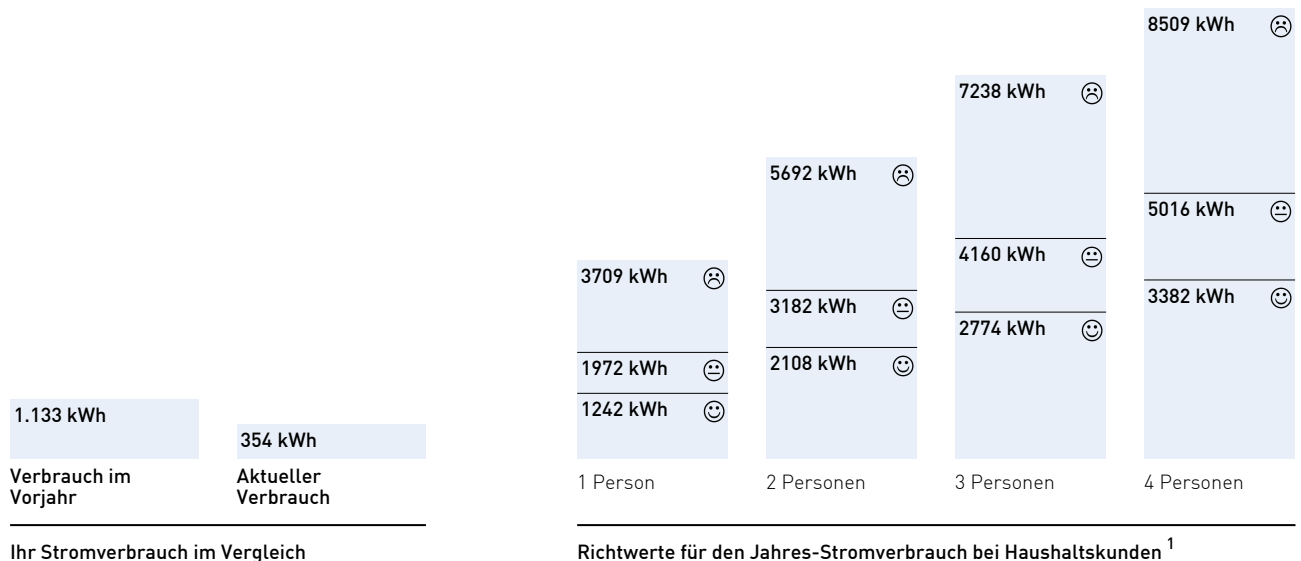 1.133 kWh
354 kWh
Verbrauch im
Vorjahr
Aktueller
Verbrauch
Ihr Stromverbrauch im Vergleich
3709 kWh
1972 kWh
1242 kWh
1 Person
5692 kWh
3182 kWh
2108 kWh
2 Personen
7238 kWh
4160 kWh
2774 kWh
3 Personen
8509 kWh
5016 kWh
3382 kWh
4 Personen
Richtwerte für den Jahres-Stromverbrauch bei Haushaltskunden ¹